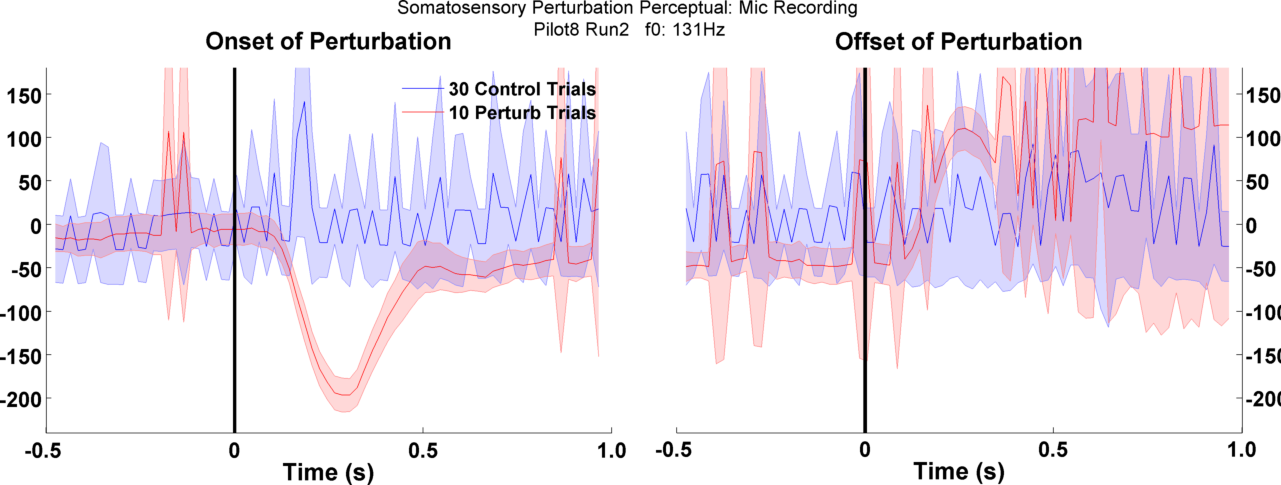 Somatosensory Perturbation Perceptual: Mic Recording
Pilot8 Run2 f0: 131Hz
Onset of Perturbation
Offset of Perturbation
30 Control Trials
10 Perturb Trials
150
100
50
0
-50
-100
-150
-200
150
100
50
0
-50
-100
-150
-200
-0.5 0 0.5 1.0
-0.5 0 0.5 1.0
Time (s)
Time (s)